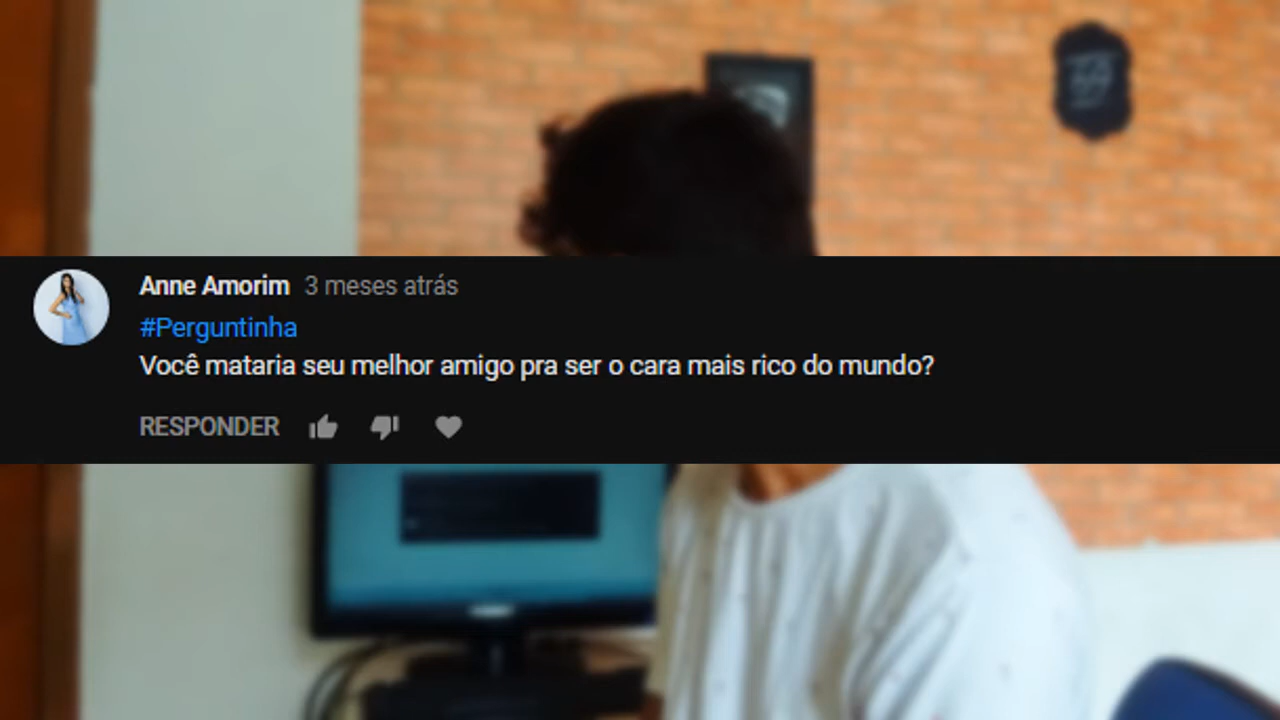 Anne Amorim 3 meses atrás
#Perguntinha
Você mataria seu melhor amigo pra ser o cara mais rico do mundo?
RESPONDER